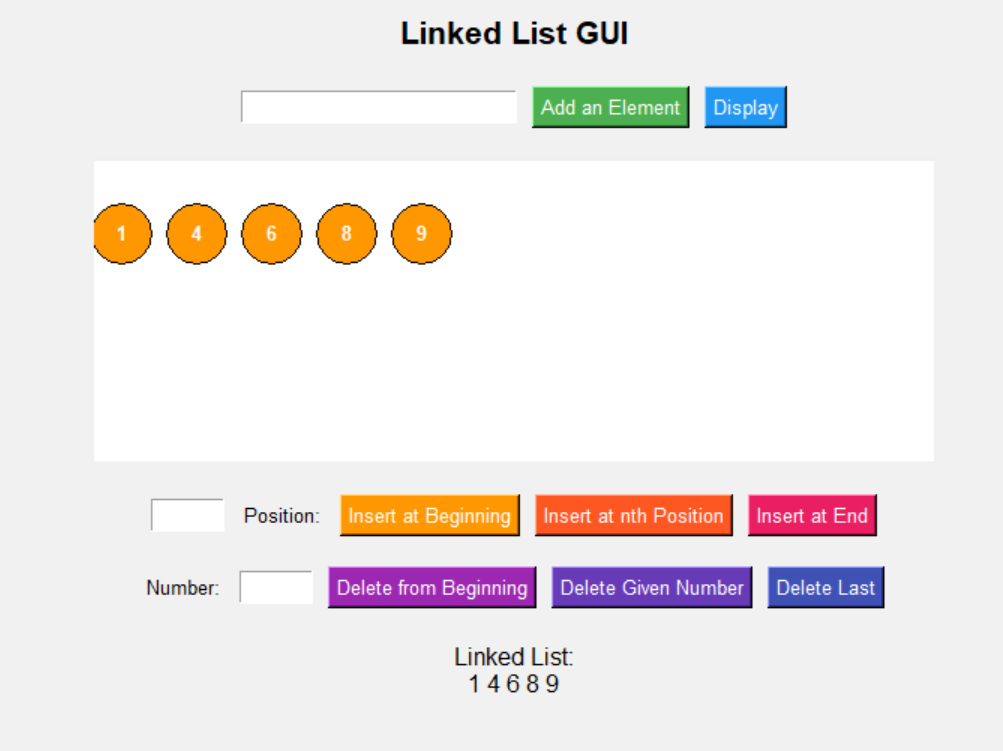 Linked List GUI
Add an Element Display
1 4 6 8 9
Position: Insert at Beginning Insert at nth Position Insert at End
Number: Delete from Beginning Delete Given Number Delete Last
Linked List:
1 4 6 8 9